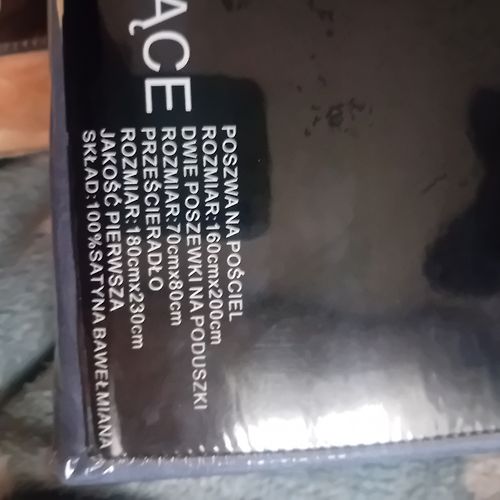 ĄCE
POSZWA NA POŚCIEL
ROZMIAR:160cmx200cm
DWIE POSZEWKI NA PODUSZKI
ROZMIAR:70cmx80cm
PRZEŚCIERADŁO
ROZMIAR:180cmx230cm
JAKOŚĆ PIERWSZA
SKŁAD:100%SATYNA BAWEŁMIANA